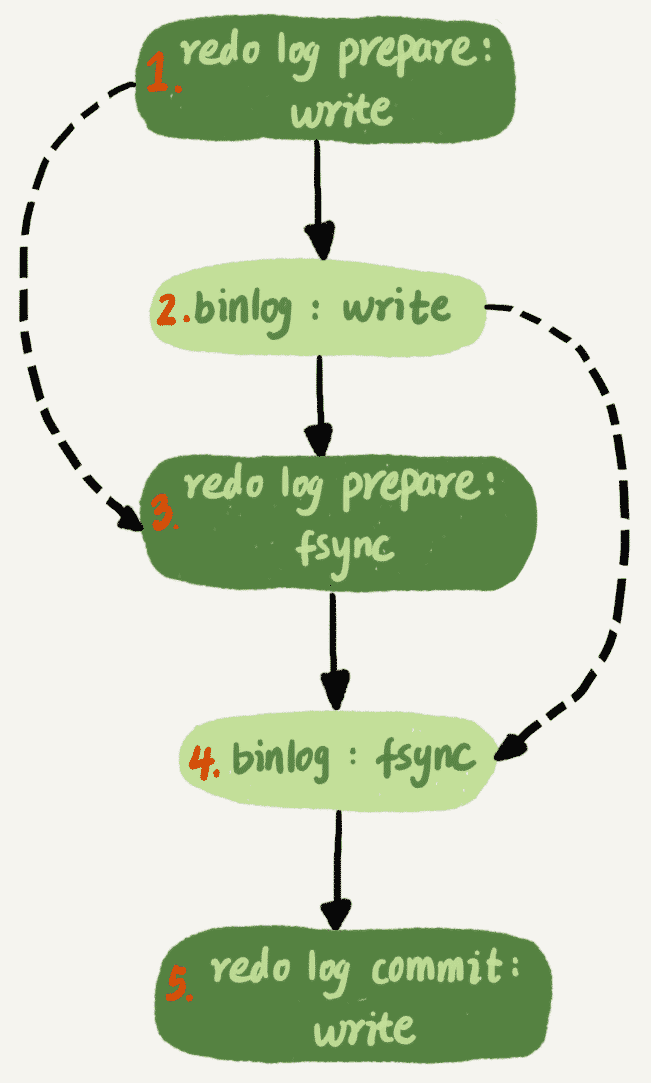 1. redo log prepare:
write
2. binlog : write
3. redo log prepare:
fsync
4. binlog : fsync
5. redo log commit:
write